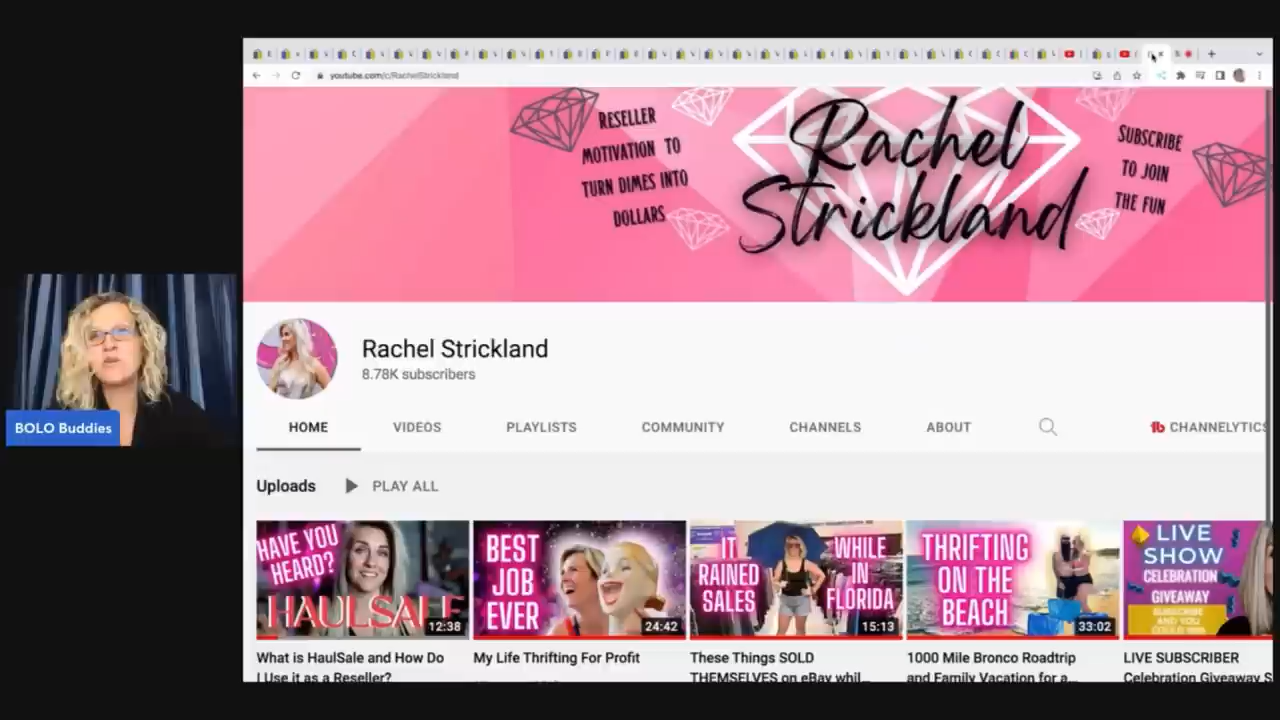 youtube.com/c/RachelStrickland
RESELLER
MOTIVATION TO
TURN DIMES INTO
DOLLARS
Rachel
Strickland
SUBSCRIBE
TO JOIN
THE FUN
Rachel Strickland
8.78K subscribers
HOME VIDEOS PLAYLISTS COMMUNITY CHANNELS ABOUT CHANNELYTICS
BOLO Buddies
Uploads PLAY ALL
HAVE YOU
HEARD?
HAULSALE
12:38
BEST
JOB
EVER
24:42
IT
RAINED
SALES
WHILE
IN
FLORIDA
15:13
THRIFTING
ON THE
BEACH
33:02
LIVE
SHOW
CELEBRATION
GIVEAWAY
SUBSCRIBE
AND YOU
What is HaulSale and How Do
I Use it as a Reseller?
My Life Thrifting For Profit
These Things SOLD
THEMSELVES on eBay whil...
1000 Mile Bronco Roadtrip
and Family Vacation for a...
LIVE SUBSCRIBER
Celebration Giveaway S